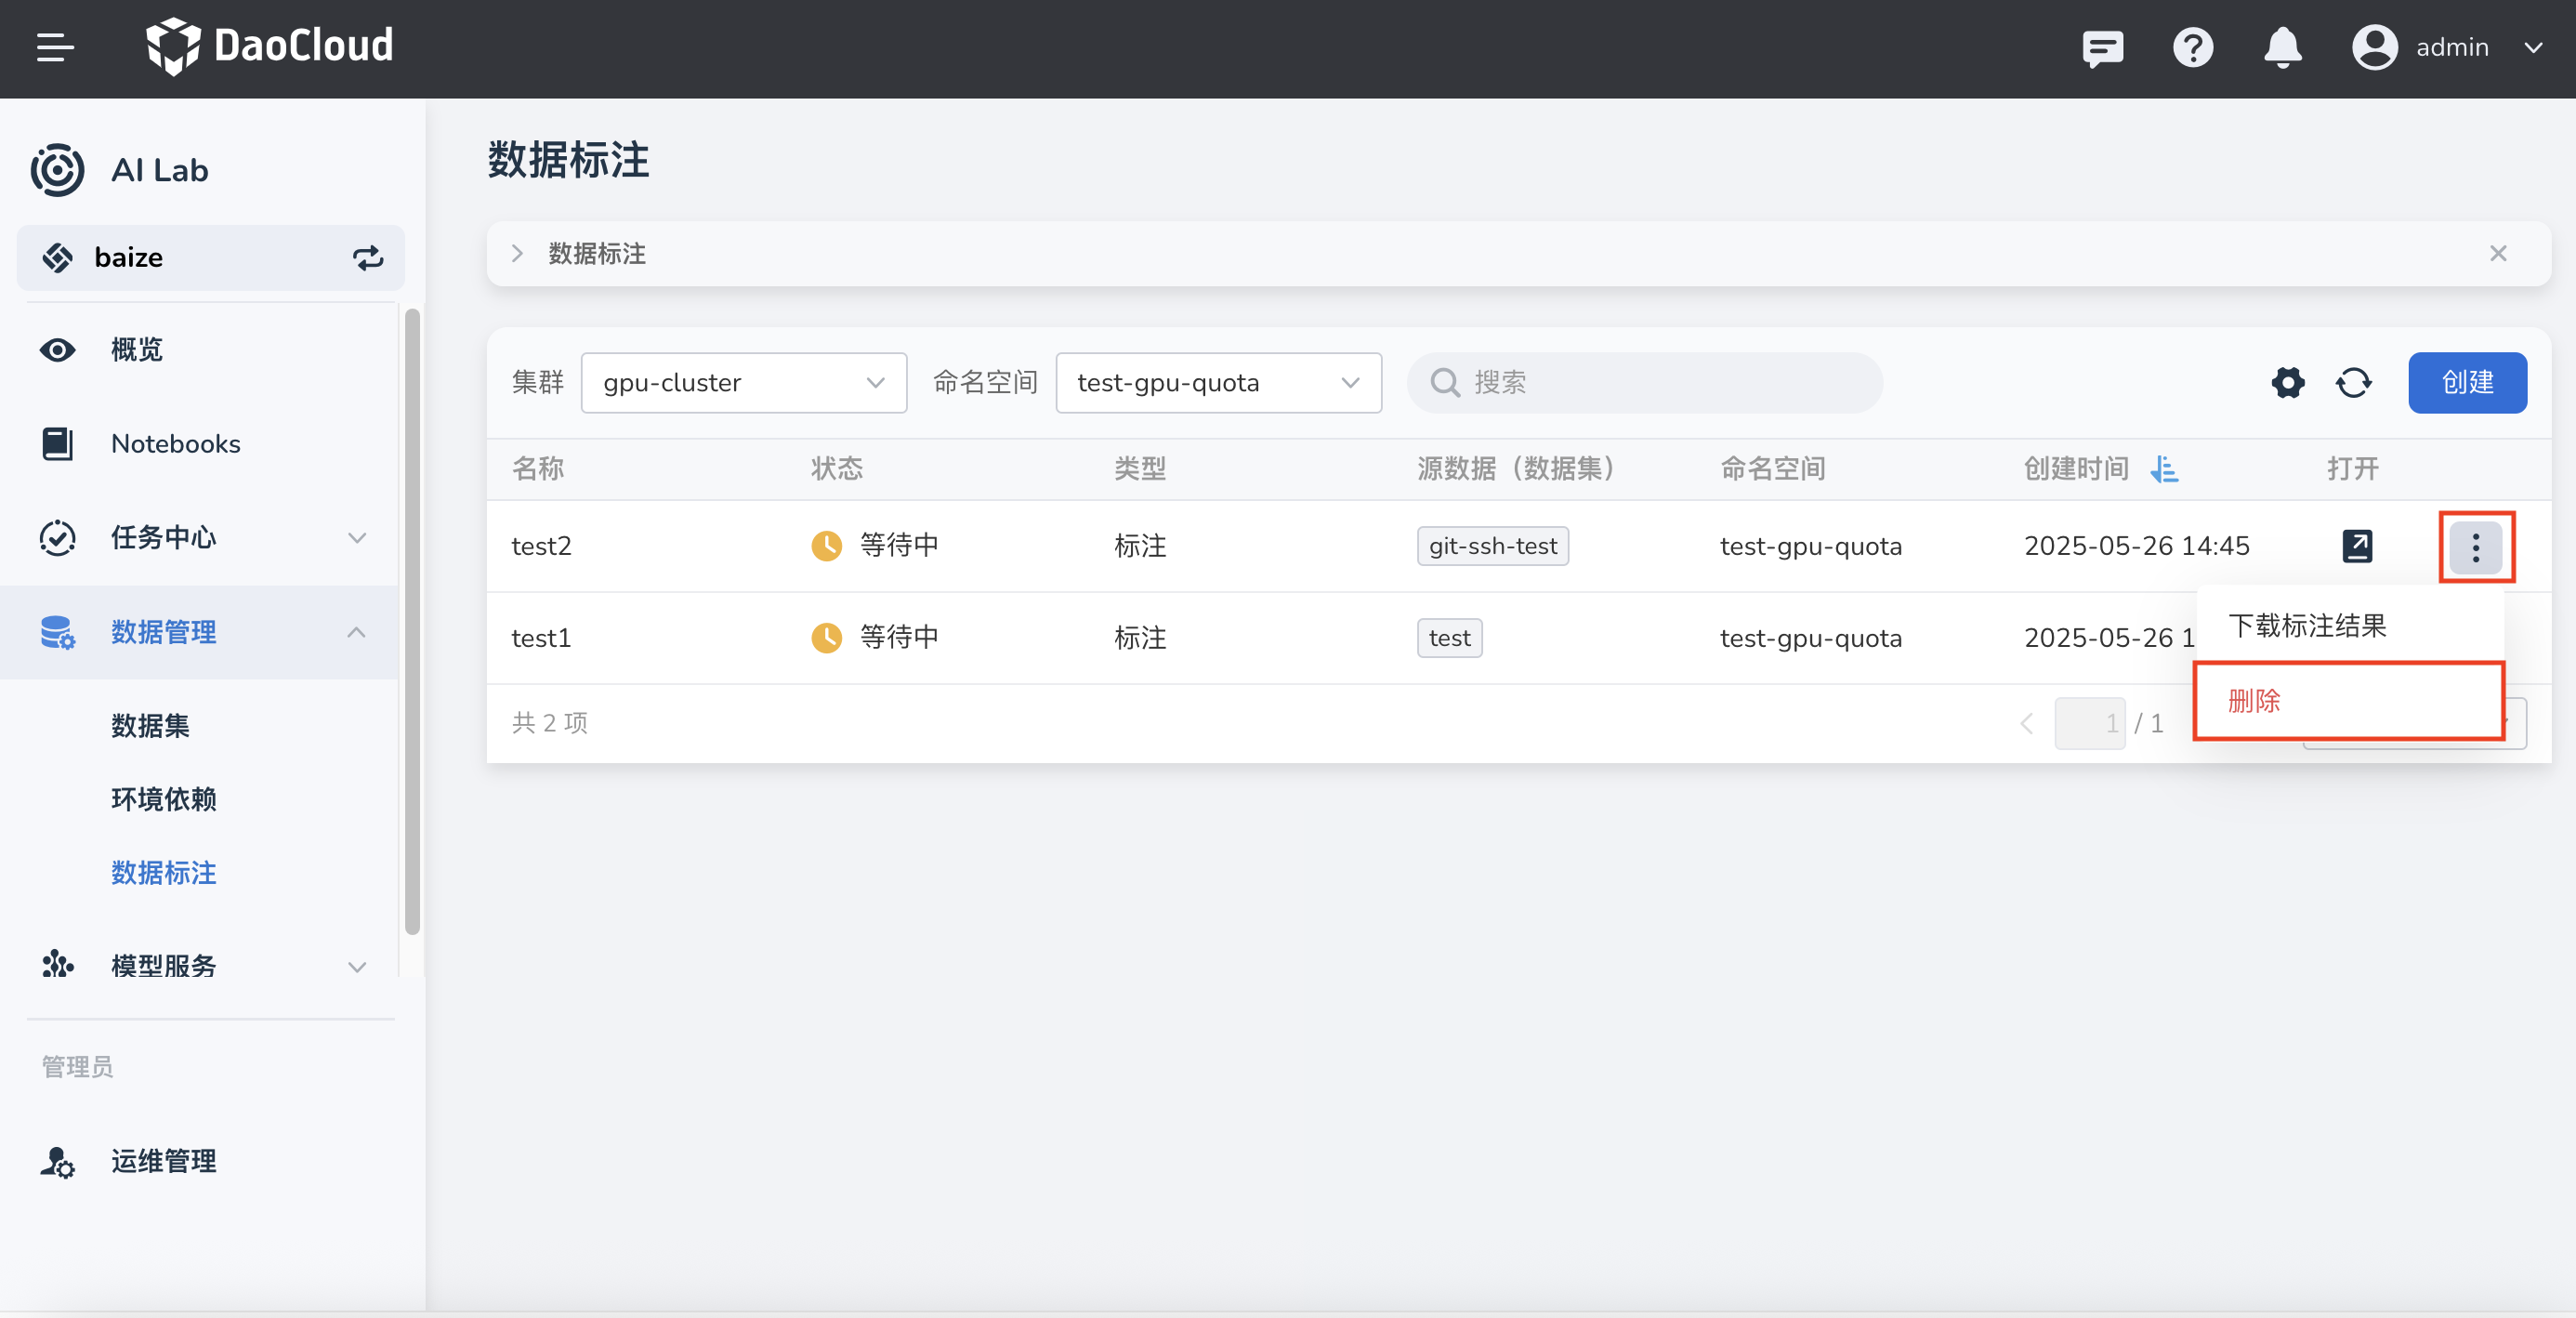 DaoCloud
admin
AI Lab
baize
概览
Notebooks
任务中心
数据管理
数据集
环境依赖
数据标注
模型服务
管理员
运维管理
数据标注
数据标注
集群 gpu-cluster 命名空间 test-gpu-quota 搜索 创建
名称 状态 类型 源数据（数据集） 命名空间 创建时间 打开
test2 等待中 标注 git-ssh-test test-gpu-quota 2025-05-26 14:45
test1 等待中 标注 test test-gpu-quota 2025-05-26 1
下载标注结果
删除
共 2 项 1 / 1